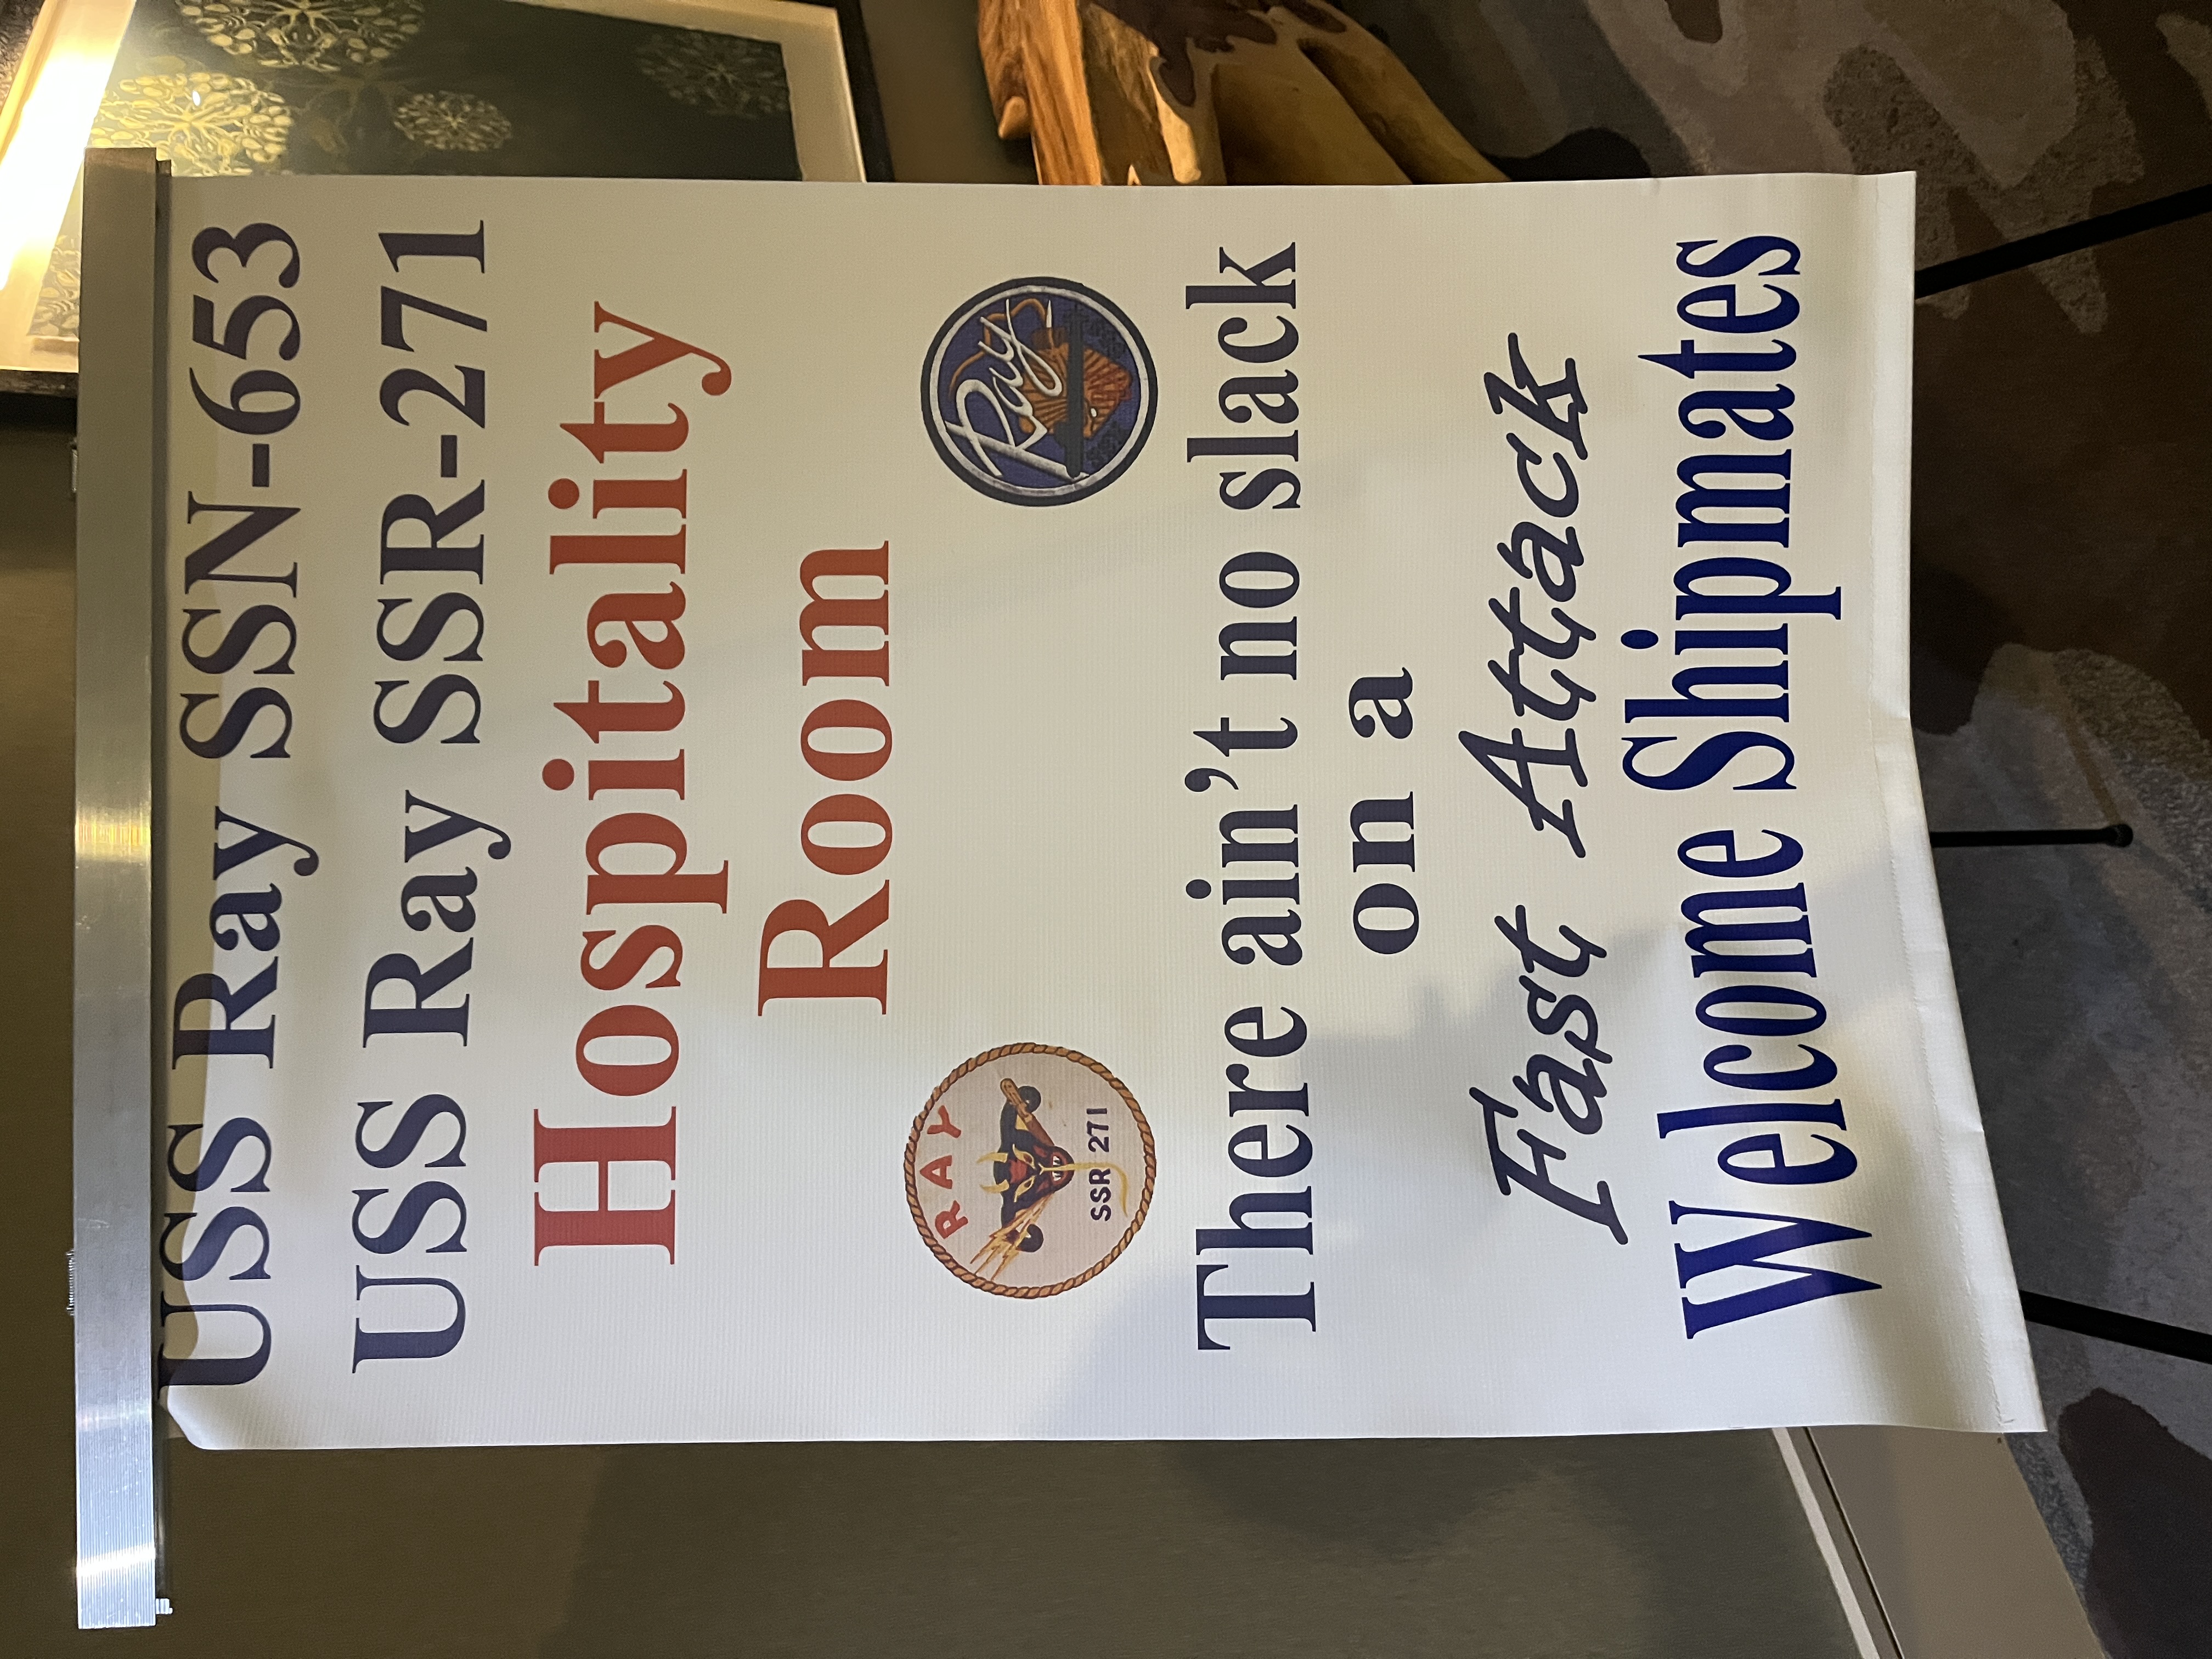 USS Ray SSN-653
USS Ray SSR-271
Hospitality
Room
RAY
SSR 271
Ray
There ain't no slack
on a
Fast Attack
Welcome Shipmates